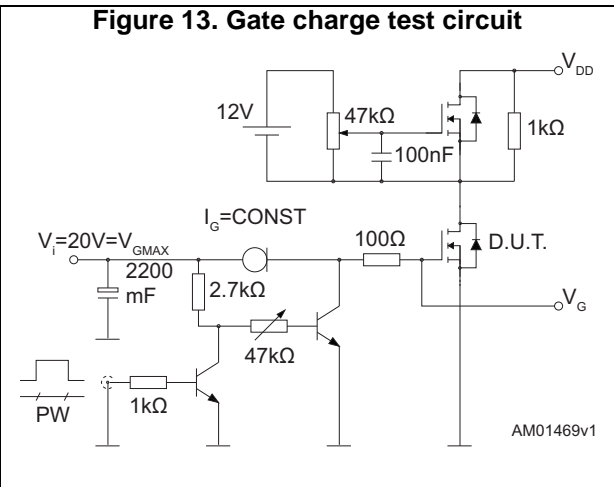 Figure 13. Gate charge test circuit
V_DD
12V
47kΩ
1kΩ
100nF
I_G=CONST
V_i=20V=V_GMAX
100Ω
D.U.T.
2200
mF
2.7kΩ
V_G
47kΩ
1kΩ
PW
AM01469v1